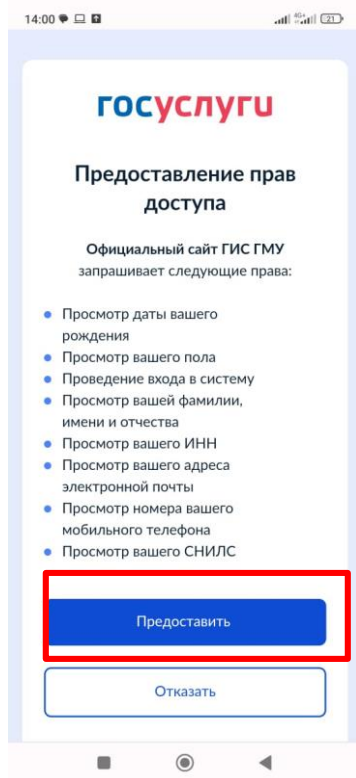 14:00
4G+
21
госуслуги
Предоставление прав
доступа
Официальный сайт ГИС ГМУ
запрашивает следующие права:
Просмотр даты вашего
рождения
Просмотр вашего пола
Проведение входа в систему
Просмотр вашей фамилии,
имени и отчества
Просмотр вашего ИНН
Просмотр вашего адреса
электронной почты
Просмотр номера вашего
мобильного телефона
Просмотр вашего СНИЛС
Предоставить
Отказать